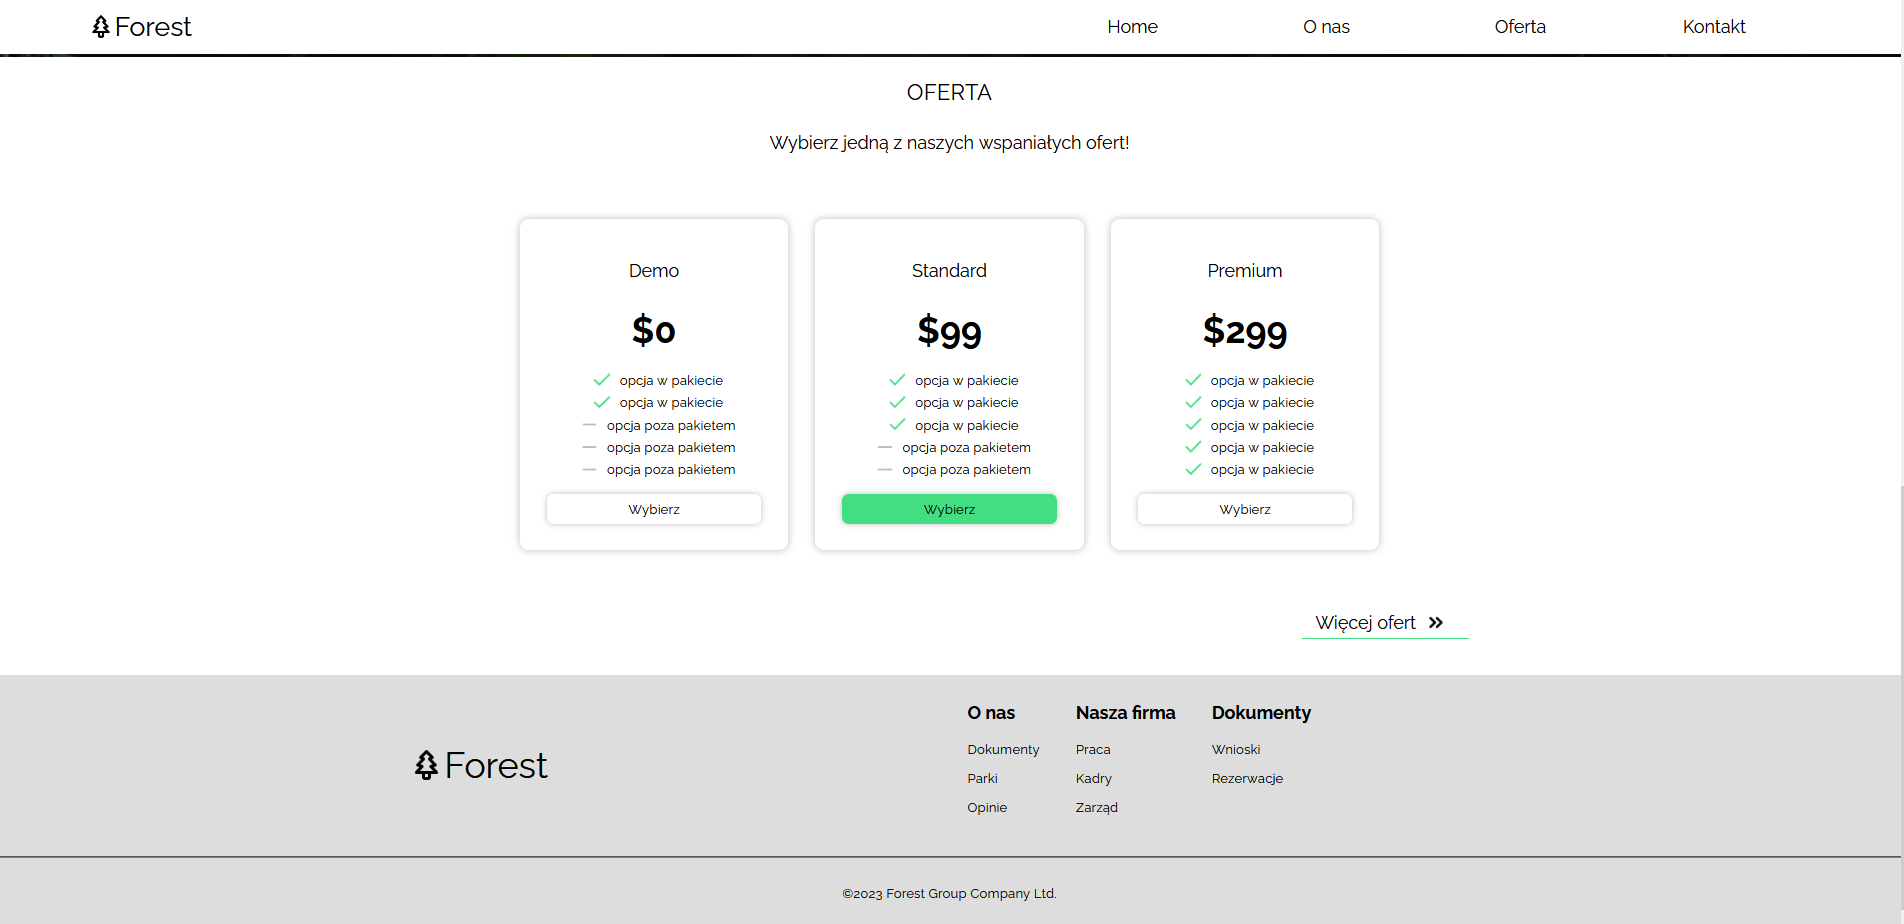 Forest
Home
O nas
Oferta
Kontakt
OFERTA
Wybierz jedną z naszych wspaniałych ofert!
Demo
$0
opcja w pakiecie
opcja w pakiecie
opcja poza pakietem
opcja poza pakietem
opcja poza pakietem
Wybierz
Standard
$99
opcja w pakiecie
opcja w pakiecie
opcja w pakiecie
opcja poza pakietem
opcja poza pakietem
Wybierz
Premium
$299
opcja w pakiecie
opcja w pakiecie
opcja w pakiecie
opcja w pakiecie
opcja w pakiecie
Wybierz
Więcej ofert
Forest
O nas
Dokumenty
Parki
Opinie
Nasza firma
Praca
Kadry
Zarząd
Dokumenty
Wnioski
Rezerwacje
©2023 Forest Group Company Ltd.